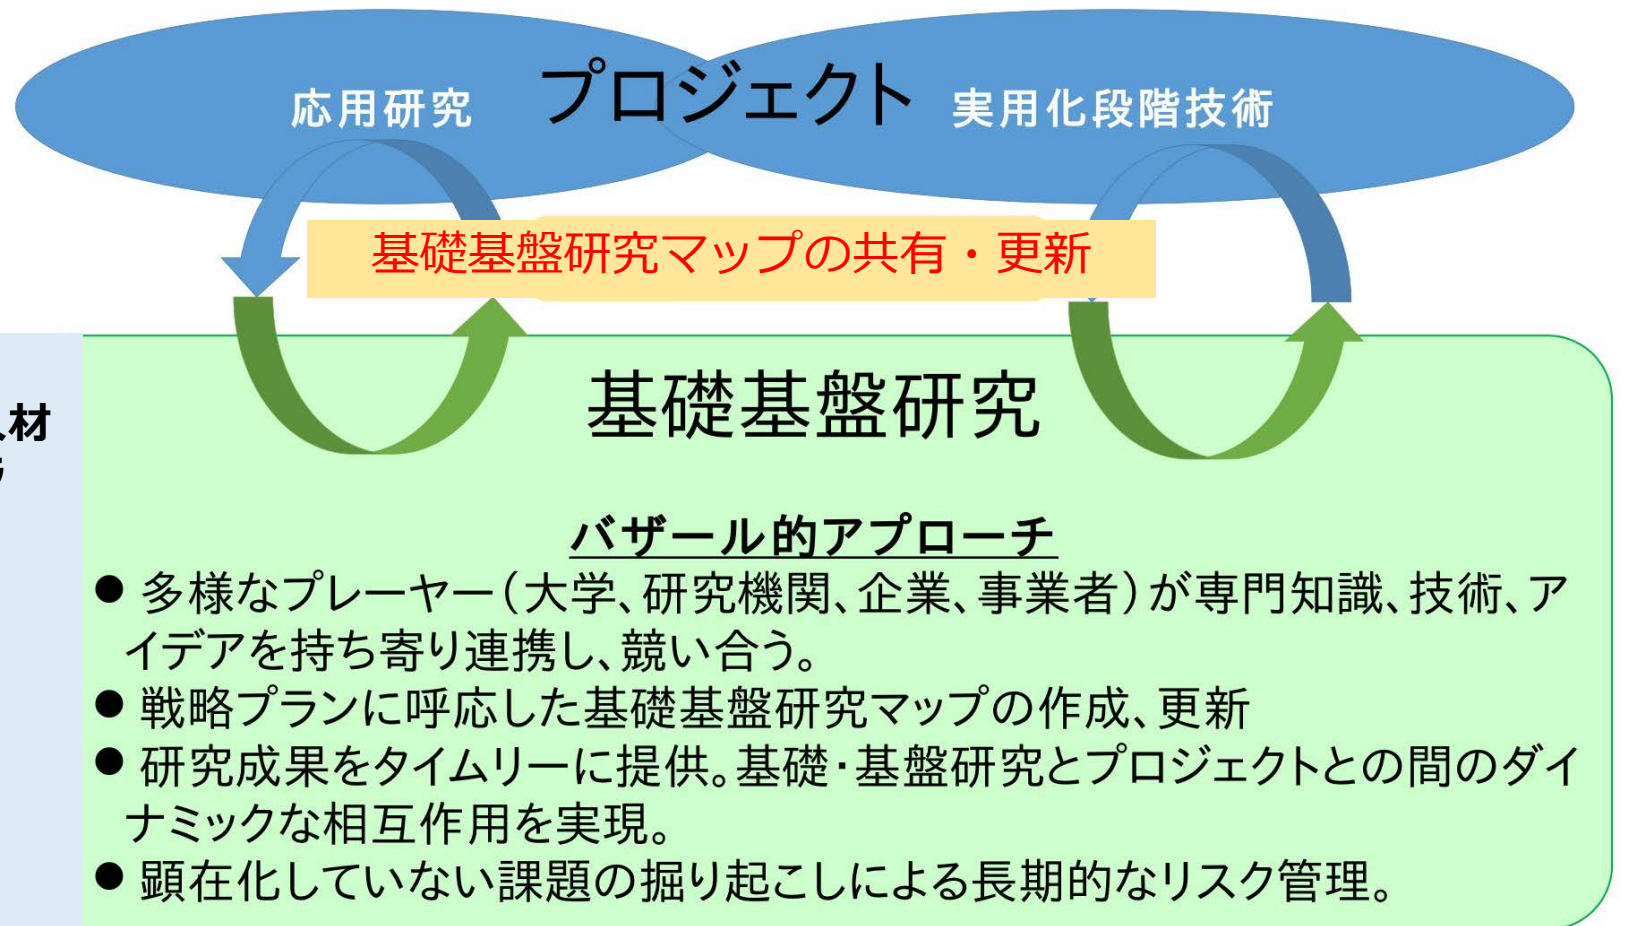 プロジェクト
応用研究
実用化段階技術
基礎基盤研究マップの共有・更新
材
基礎基盤研究
バザール的アプローチ
● 多様なプレーヤー（大学、研究機関、企業、事業者）が専門知識、技術、ア
イデアを持ち寄り連携し、競い合う。
● 戦略プランに呼応した基礎基盤研究マップの作成、更新
● 研究成果をタイムリーに提供。基礎・基盤研究とプロジェクトとの間のダイ
ナミックな相互作用を実現。
● 顕在化していない課題の掘り起こしによる長期的なリスク管理。